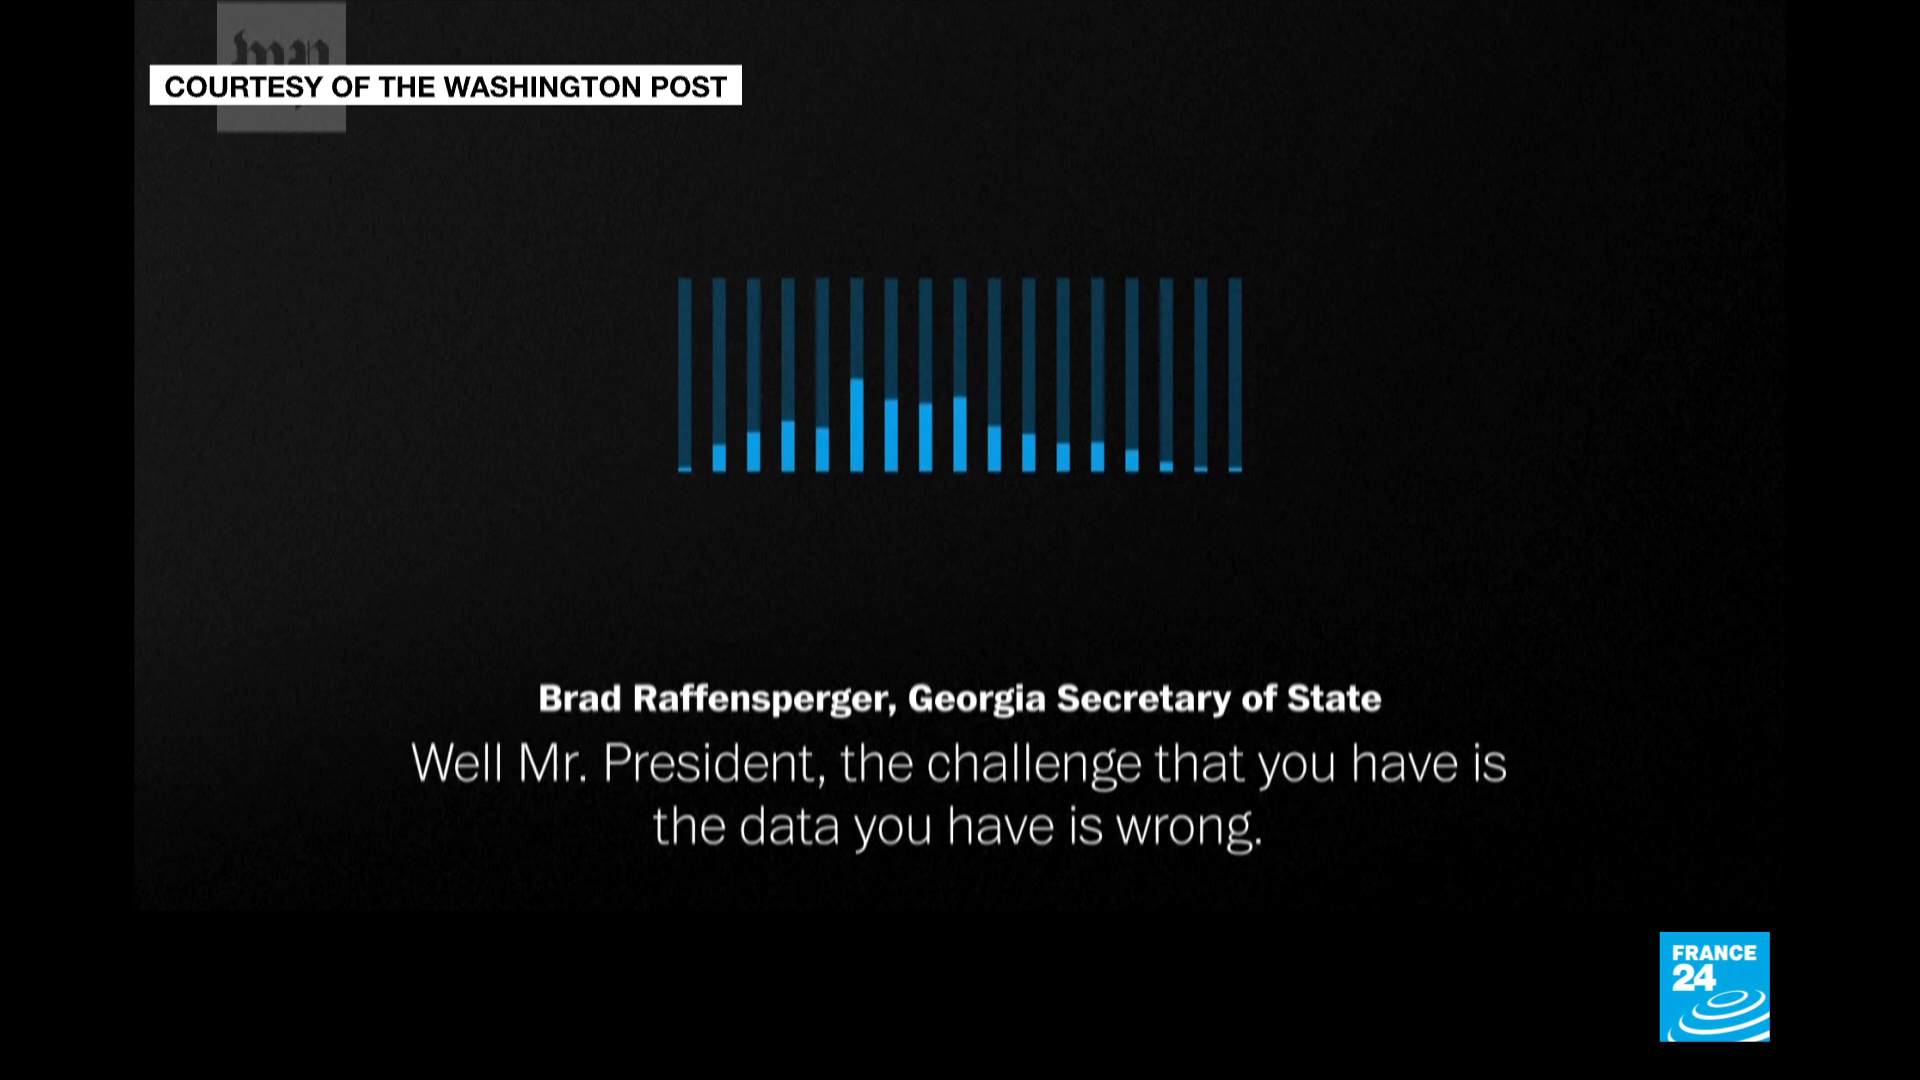 wp
COURTESY OF THE WASHINGTON POST
Brad Raffensperger, Georgia Secretary of State
Well Mr. President, the challenge that you have is
the data you have is wrong.
FRANCE
24